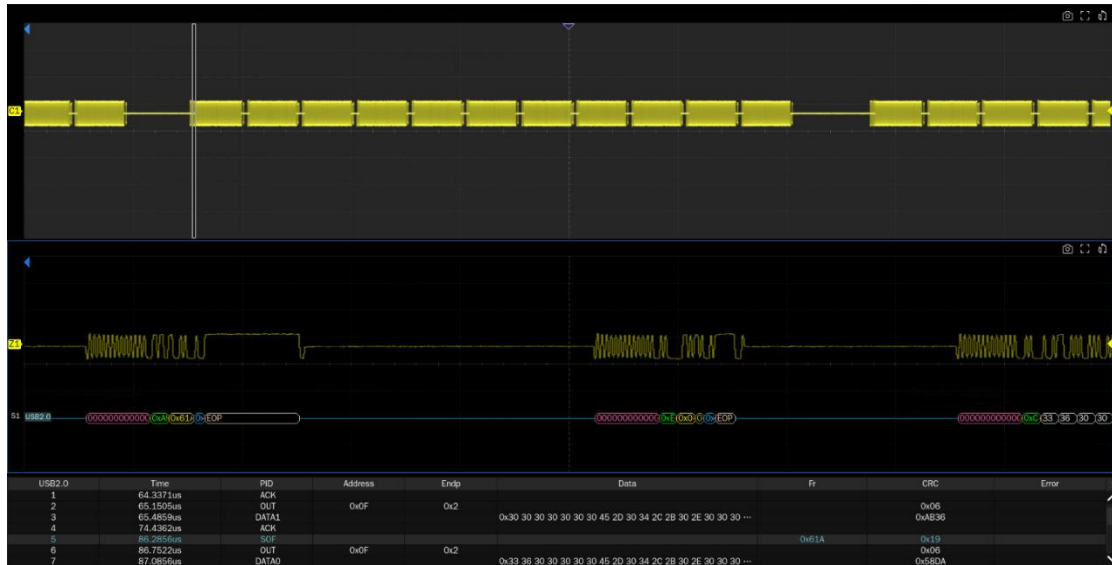 C1
Z1
S1 USB2.0 000000000000 0xA 0x61 0x EOP 000000000000 0xE 0x0 0 0x EOP 000000000000 0xC 33 36 30 30
USB2.0 Time PID Address Endp Data Fr CRC Error
1 64.3371us ACK
2 65.1505us OUT 0x0F 0x2 0x06
3 65.4859us DATA1 0x30 30 30 30 30 30 45 2D 30 34 2C 2B 30 2E 30 30 30 ··· 0xAB36
4 74.4362us ACK
5 86.2856us SOF 0x61A 0x19
6 86.7522us OUT 0x0F 0x2 0x06
7 87.0856us DATA0 0x33 36 30 30 30 30 45 2D 30 34 2C 2B 30 2E 30 30 30 ··· 0x58DA